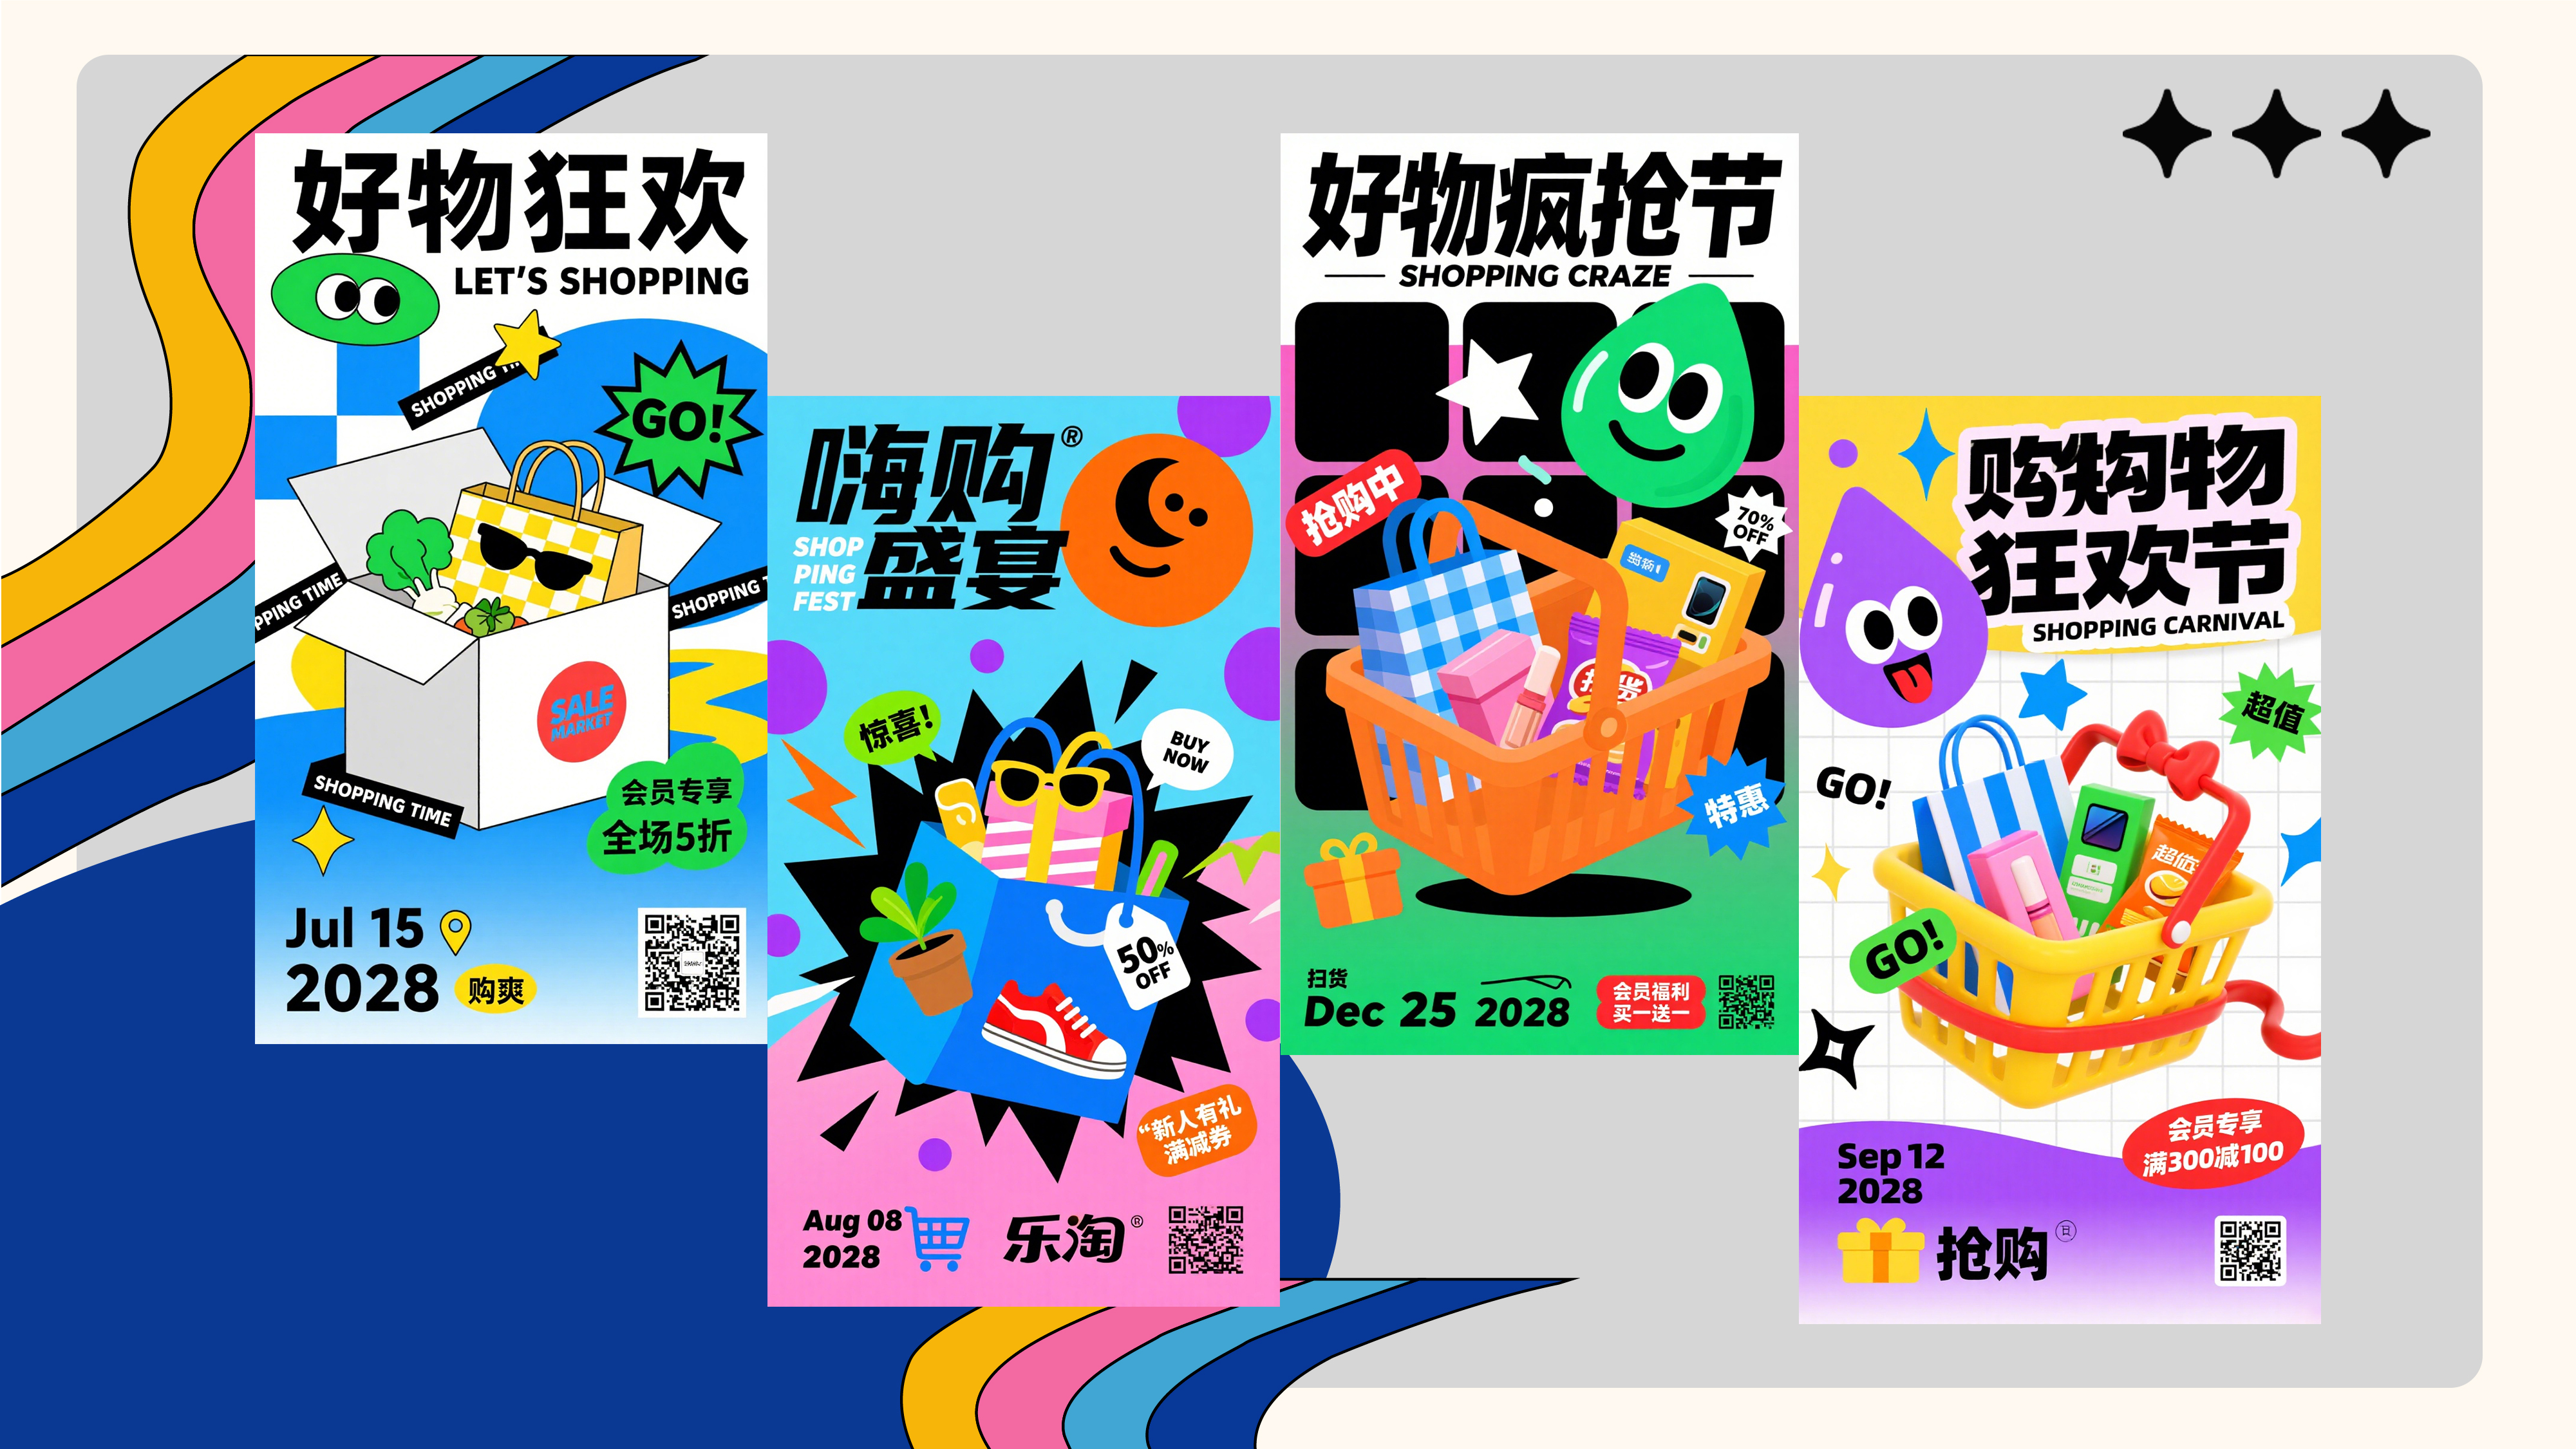 好物狂欢
LET'S SHOPPING
SHOPPING
GO!
PPING TIME
SHOPPING
SALE
MARKET
SHOPPING TIME
会员专享
全场5折
Jul 15
2028
购爽
嗨购®
盛宴
SHOP
PING
FEST
惊喜!
BUY
NOW
50%
OFF
“新人有礼
满减券
Aug 08
2028
乐淘®
好物疯抢节
SHOPPING CRAZE
抢购中
70%
OFF
特惠
扫货
Dec 25 2028
会员福利
买一送一
狂欢节
SHOPPING CARNIVAL
超值
GO!
超值
GO!
会员专享
满300减100
Sep 12
2028
抢购